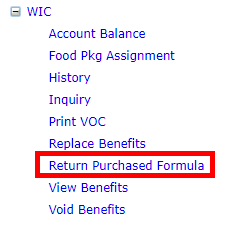 WIC
Account Balance
Food Pkg Assignment
History
Inquiry
Print VOC
Replace Benefits
Return Purchased Formula
View Benefits
Void Benefits